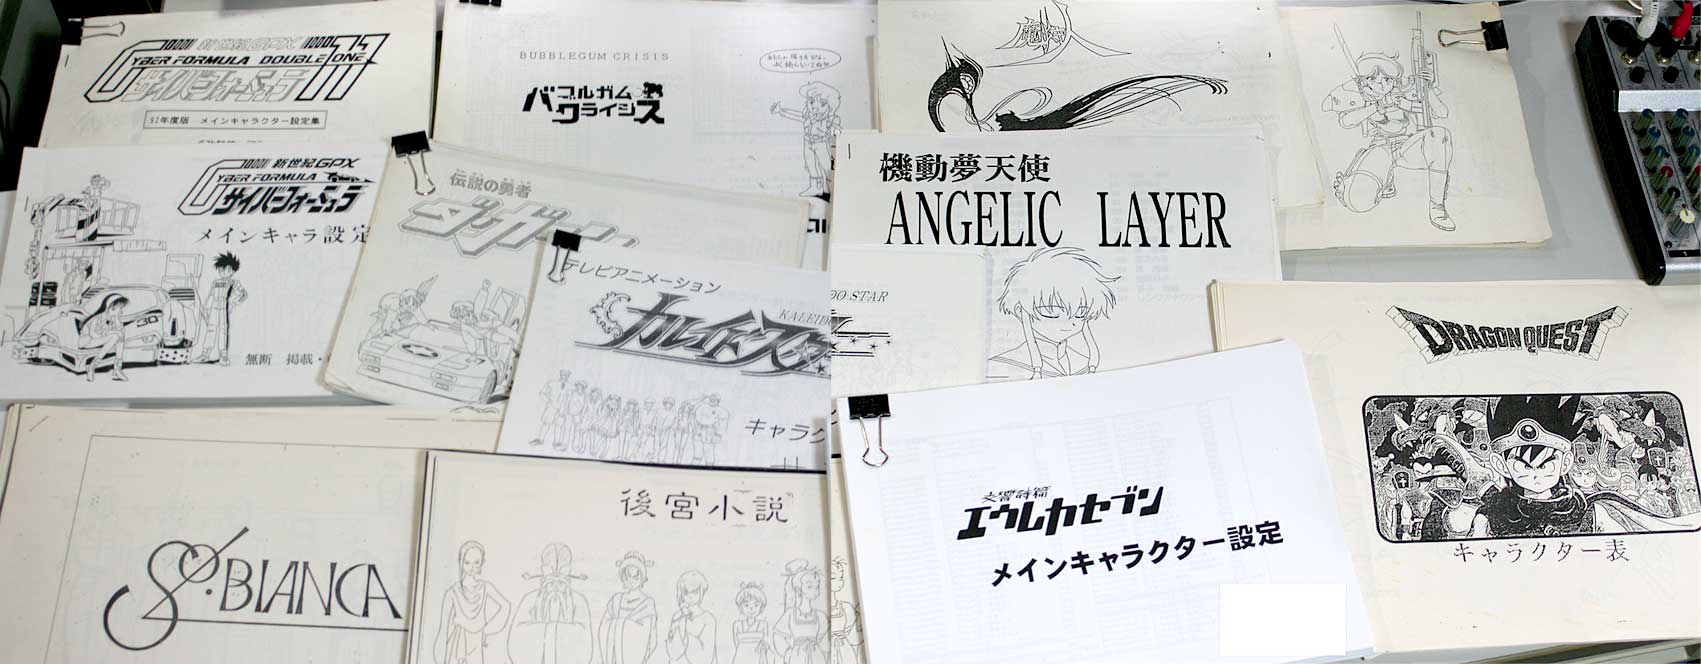 新世紀GPX
CYBER FORMULA DOUBLE ONE
サイバーフォーミュラ 11
92年度版 メインキャラクター設定集
BUBBLEGUM CRISIS
バブルガム
クライシス
新世紀GPX
CYBER FORMULA
サイバーフォーミュラ
メインキャラ設定
無断 掲載・
30
伝説の勇者
ダ・ガーン
テレビアニメーション
KALEIDO
カレイドスター
キャラク
DO STAR
機動夢天使
ANGELIC LAYER
DRAGON QUEST
キャラクター表
SOL BIANCA
後宮小説
交響詩篇
エウレカセブン
メインキャラクター設定